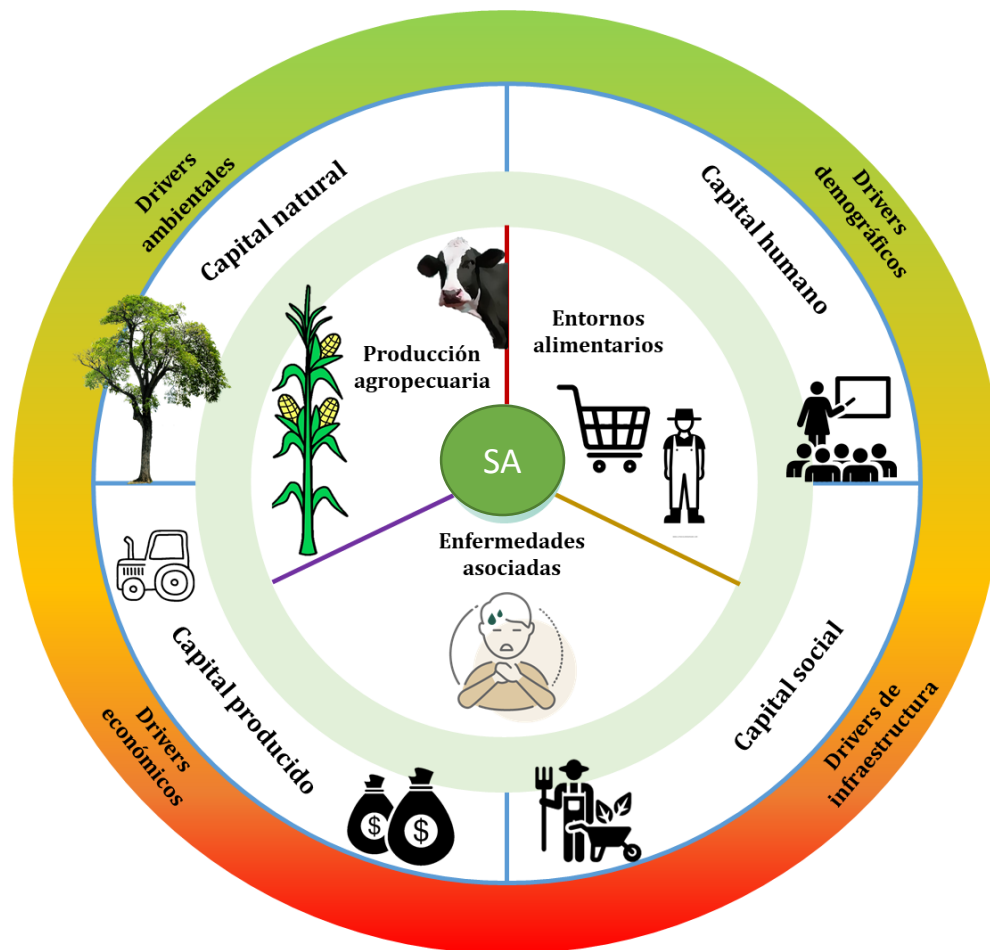 Drivers
ambientales
Capital natural
Drivers
demográficos
Capital humano
Producción
agropecuaria
Entornos
alimentarios
SA
Enfermedades
asociadas
Capital producido
$
$
Drivers
económicos
Capital social
Drivers de
infraestructura